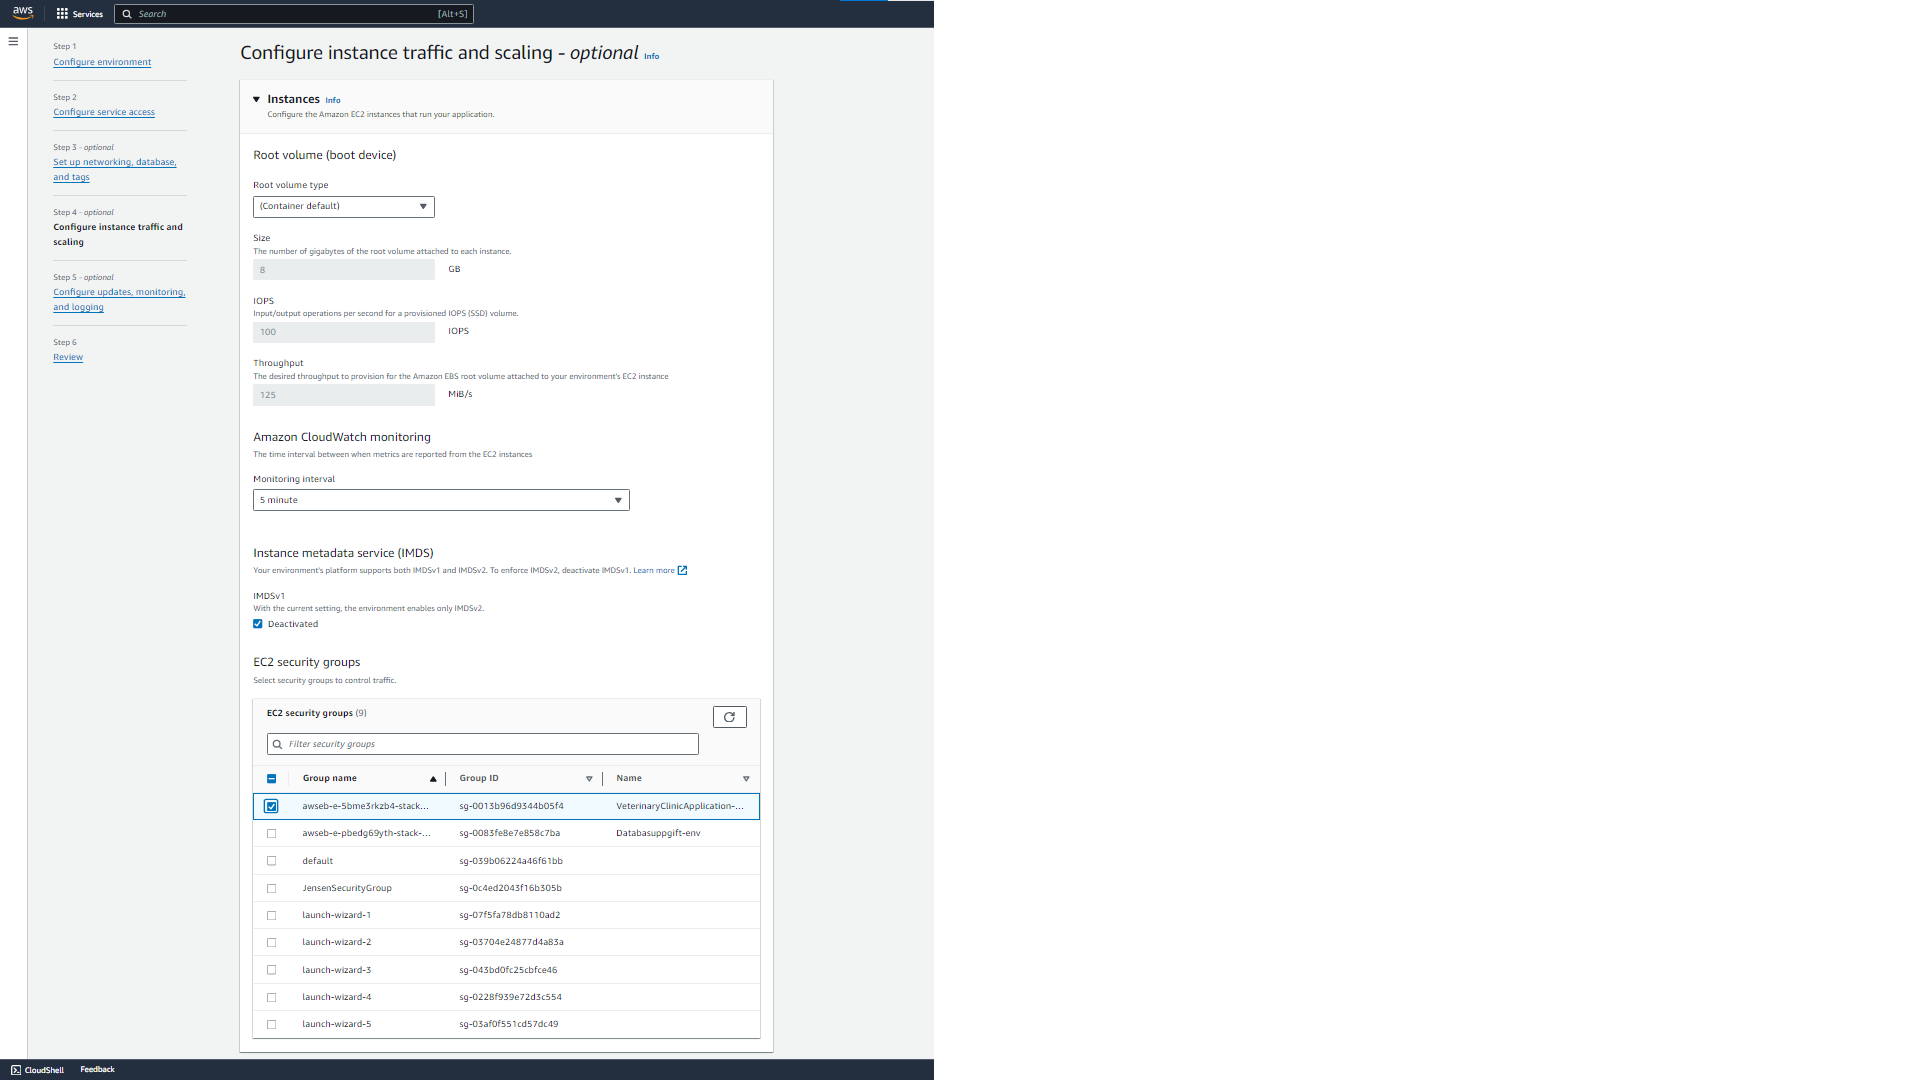 aws
Services
Search
[Alt+S]
Step 1
Configure environment
Step 2
Configure service access
Step 3 - optional
Set up networking, database,
and tags
Step 4 - optional
Configure instance traffic and
scaling
Step 5 - optional
Configure updates, monitoring,
and logging
Step 6
Review
Configure instance traffic and scaling - optional Info
Instances Info
Configure the Amazon EC2 instances that run your application.
Root volume (boot device)
Root volume type
(Container default)
Size
The number of gigabytes of the root volume attached to each instance.
8 GB
IOPS
Input/output operations per second for a provisioned IOPS (SSD) volume.
100 IOPS
Throughput
The desired throughput to provision for the Amazon EBS root volume attached to your environment's EC2 instance
125 MiB/s
Amazon CloudWatch monitoring
The time interval between when metrics are reported from the EC2 instances
Monitoring interval
5 minute
Instance metadata service (IMDS)
Your environment's platform supports both IMDSv1 and IMDSv2. To enforce IMDSv2, deactivate IMDSv1. Learn more
IMDSv1
With the current setting, the environment enables only IMDSv2.
Deactivated
EC2 security groups
Select security groups to control traffic.
EC2 security groups (9)
Filter security groups
Group name Group ID Name
awseb-e-5bme3rkzb4-stack... sg-0013b96d9344b05f4 VeterinaryClinicApplication-...
awseb-e-pbedg69yth-stack-... sg-0083fe8e7e858c7ba Databasuppgift-env
default sg-039b06224a46f61bb
JensenSecurityGroup sg-0c4ed2043f16b305b
launch-wizard-1 sg-07f5fa78db8110ad2
launch-wizard-2 sg-03704e24877d4a83a
launch-wizard-3 sg-043bd0fc25cbfce46
launch-wizard-4 sg-0228f939e72d3c554
launch-wizard-5 sg-03af0f551cd57dc49
CloudShell Feedback